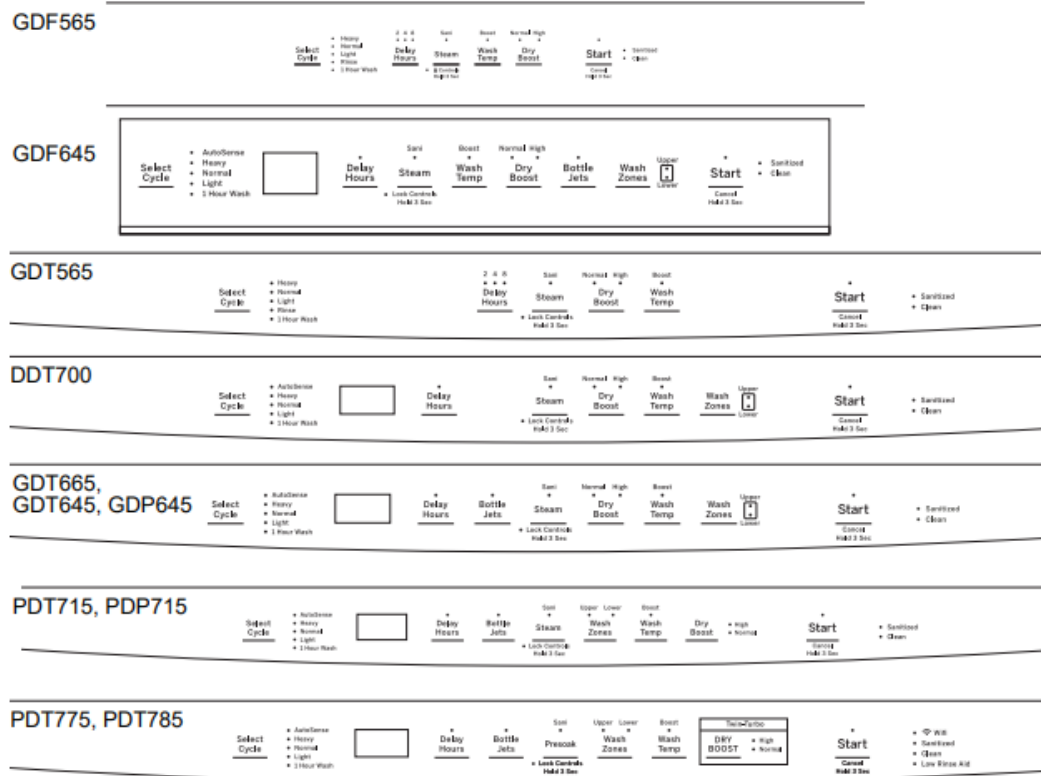 GDF565
Select Cycle
Heavy
Normal
Light
Rinse
1 Hour Wash
2 4 8
Delay Hours
Sani
Steam
Lock Controls
Hold 3 Sec
Boost
Wash Temp
Normal High
Dry Boost
Start
Cancel
Hold 3 Sec
Sanitized
Clean
GDF645
Select Cycle
AutoSense
Heavy
Normal
Light
1 Hour Wash
Delay Hours
Sani
Steam
Lock Controls
Hold 3 Sec
Boost
Wash Temp
Normal High
Dry Boost
Bottle Jets
Wash Zones
Upper
Lower
Start
Cancel
Hold 3 Sec
Sanitized
Clean
GDT565
Select Cycle
Heavy
Normal
Light
Rinse
1 Hour Wash
2 4 8
Delay Hours
Sani
Steam
Lock Controls
Hold 3 Sec
Normal High
Dry Boost
Boost
Wash Temp
Start
Cancel
Hold 3 Sec
Sanitized
Clean
DDT700
Select Cycle
AutoSense
Heavy
Normal
Light
1 Hour Wash
Delay Hours
Sani
Steam
Lock Controls
Hold 3 Sec
Normal High
Dry Boost
Boost
Wash Temp
Wash Zones
Upper
Lower
Start
Cancel
Hold 3 Sec
Sanitized
Clean
GDT665,
GDT645, GDP645
Select Cycle
AutoSense
Heavy
Normal
Light
1 Hour Wash
Delay Hours
Bottle Jets
Sani
Steam
Lock Controls
Hold 3 Sec
Normal High
Dry Boost
Boost
Wash Temp
Wash Zones
Upper
Lower
Start
Cancel
Hold 3 Sec
Sanitized
Clean
PDT715, PDP715
Select Cycle
AutoSense
Heavy
Normal
Light
1 Hour Wash
Delay Hours
Bottle Jets
Sani
Steam
Lock Controls
Hold 3 Sec
Upper Lower
Wash Zones
Boost
Wash Temp
Dry Boost
High
Normal
Start
Cancel
Hold 3 Sec
Sanitized
Clean
PDT775, PDT785
Select Cycle
AutoSense
Heavy
Normal
Light
1 Hour Wash
Delay Hours
Bottle Jets
Sani
Presoak
Lock Controls
Hold 3 Sec
Upper Lower
Wash Zones
Boost
Wash Temp
Twin-Turbo
DRY BOOST
High
Normal
Start
Cancel
Hold 3 Sec
Wifi
Sanitized
Clean
Low Rinse Aid